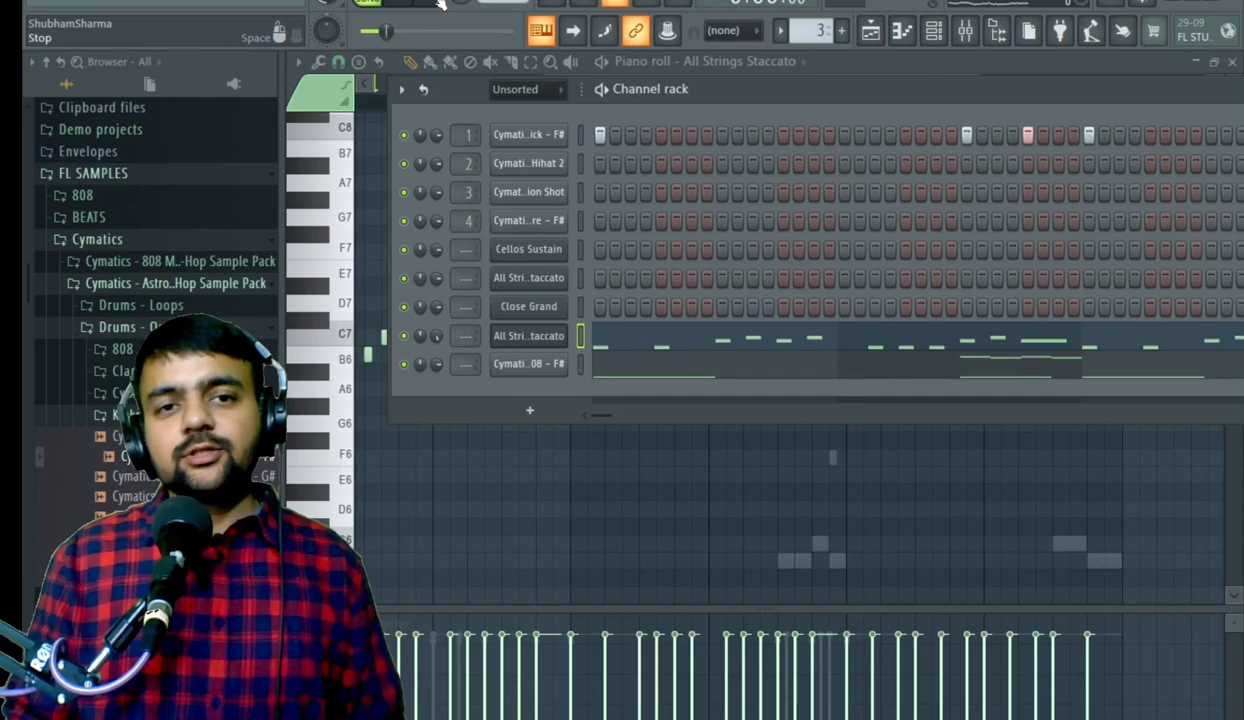 ShubhamSharma
Stop
Space
(none)
3
29-09
FL STU..
Browser - All
Piano roll - All Strings Staccato
Clipboard files
Demo projects
Envelopes
FL SAMPLES
808
BEATS
Cymatics
Cymatics - 808 M..-Hop Sample Pack
Cymatics - Astro..Hop Sample Pack
Drums - Loops
Drums -
808
C8
B7
A7
G7
F7
E7
D7
C7
B6
A6
G6
F6
E6
D6
Unsorted
Channel rack
1 Cymati..ick - F#
2 Cymati.. Hihat 2
3 Cymat..ion Shot
4 Cymati..re - F#
--- Cellos Sustain
--- All Stri..taccato
--- Close Grand
--- All Stri..taccato
--- Cymati..08 - F#
+
G#
Cymatics